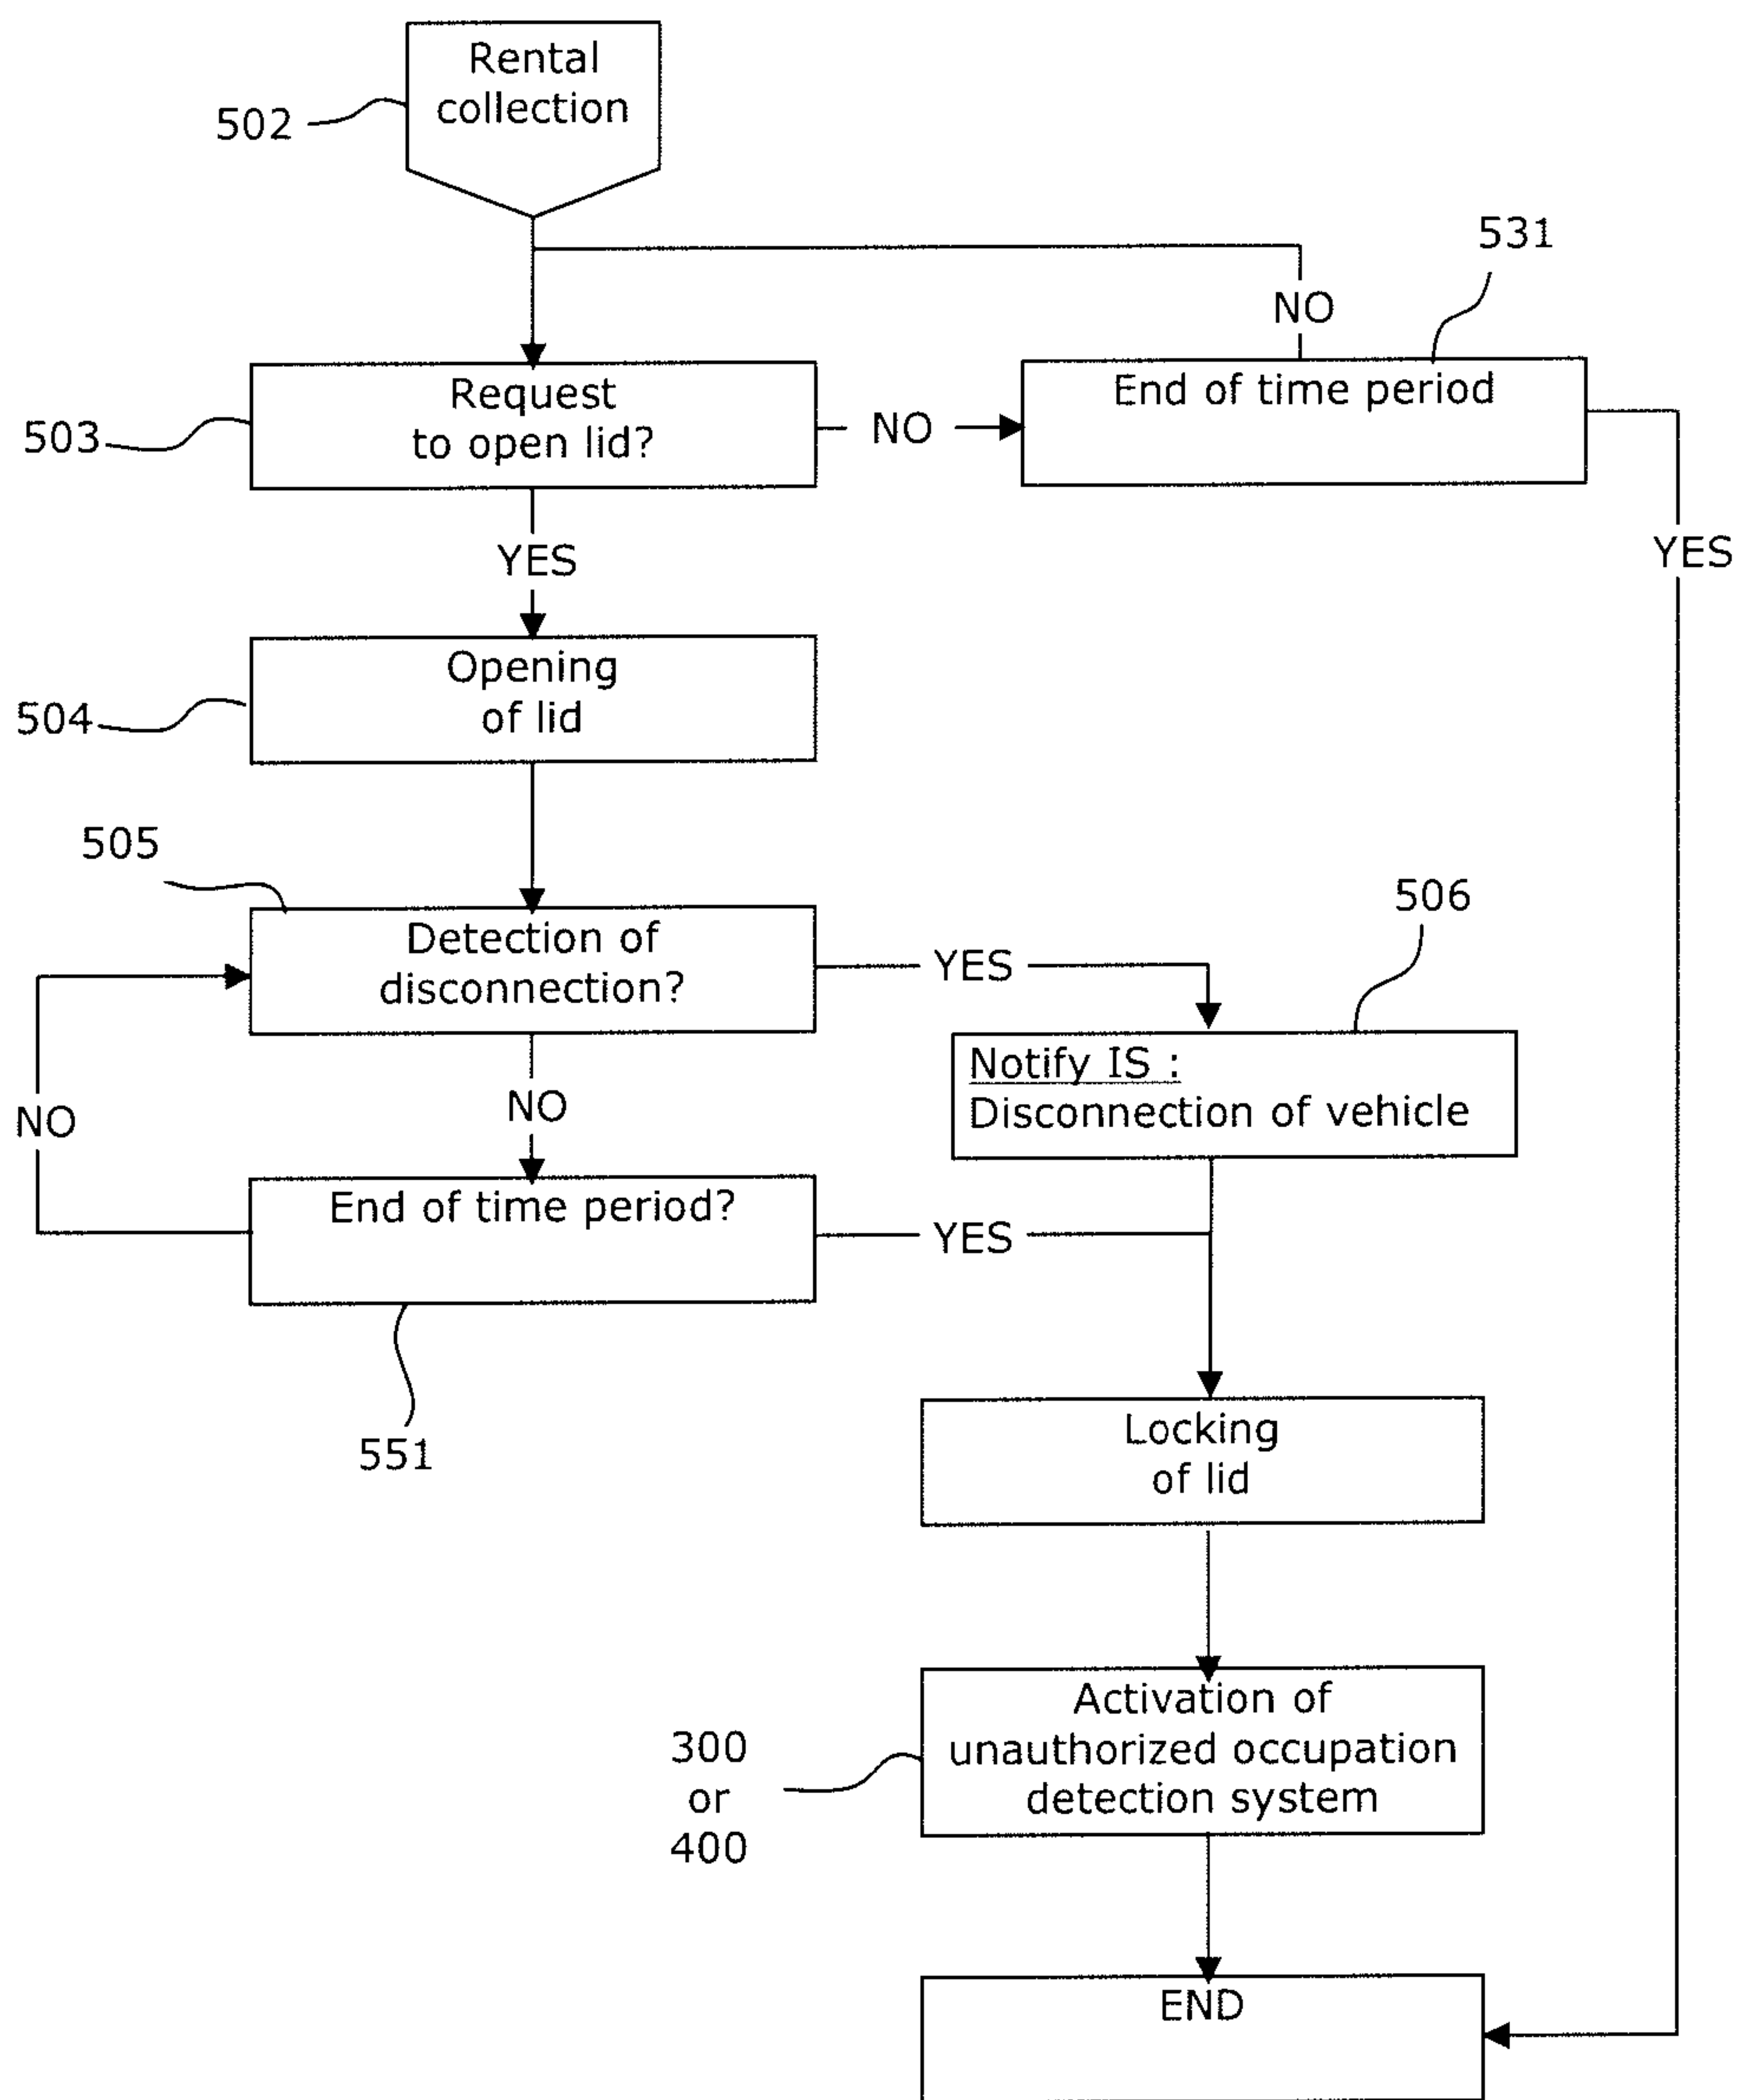 Rental
collection
502
531
NO
Request
to open lid?
503
NO
End of time period
YES
YES
Opening
of lid
504
505
506
Detection of
disconnection?
YES
Notify IS :
Disconnection of vehicle
NO
NO
End of time period?
YES
551
Locking
of lid
Activation of
unauthorized occupation
detection system
300
or
400
END